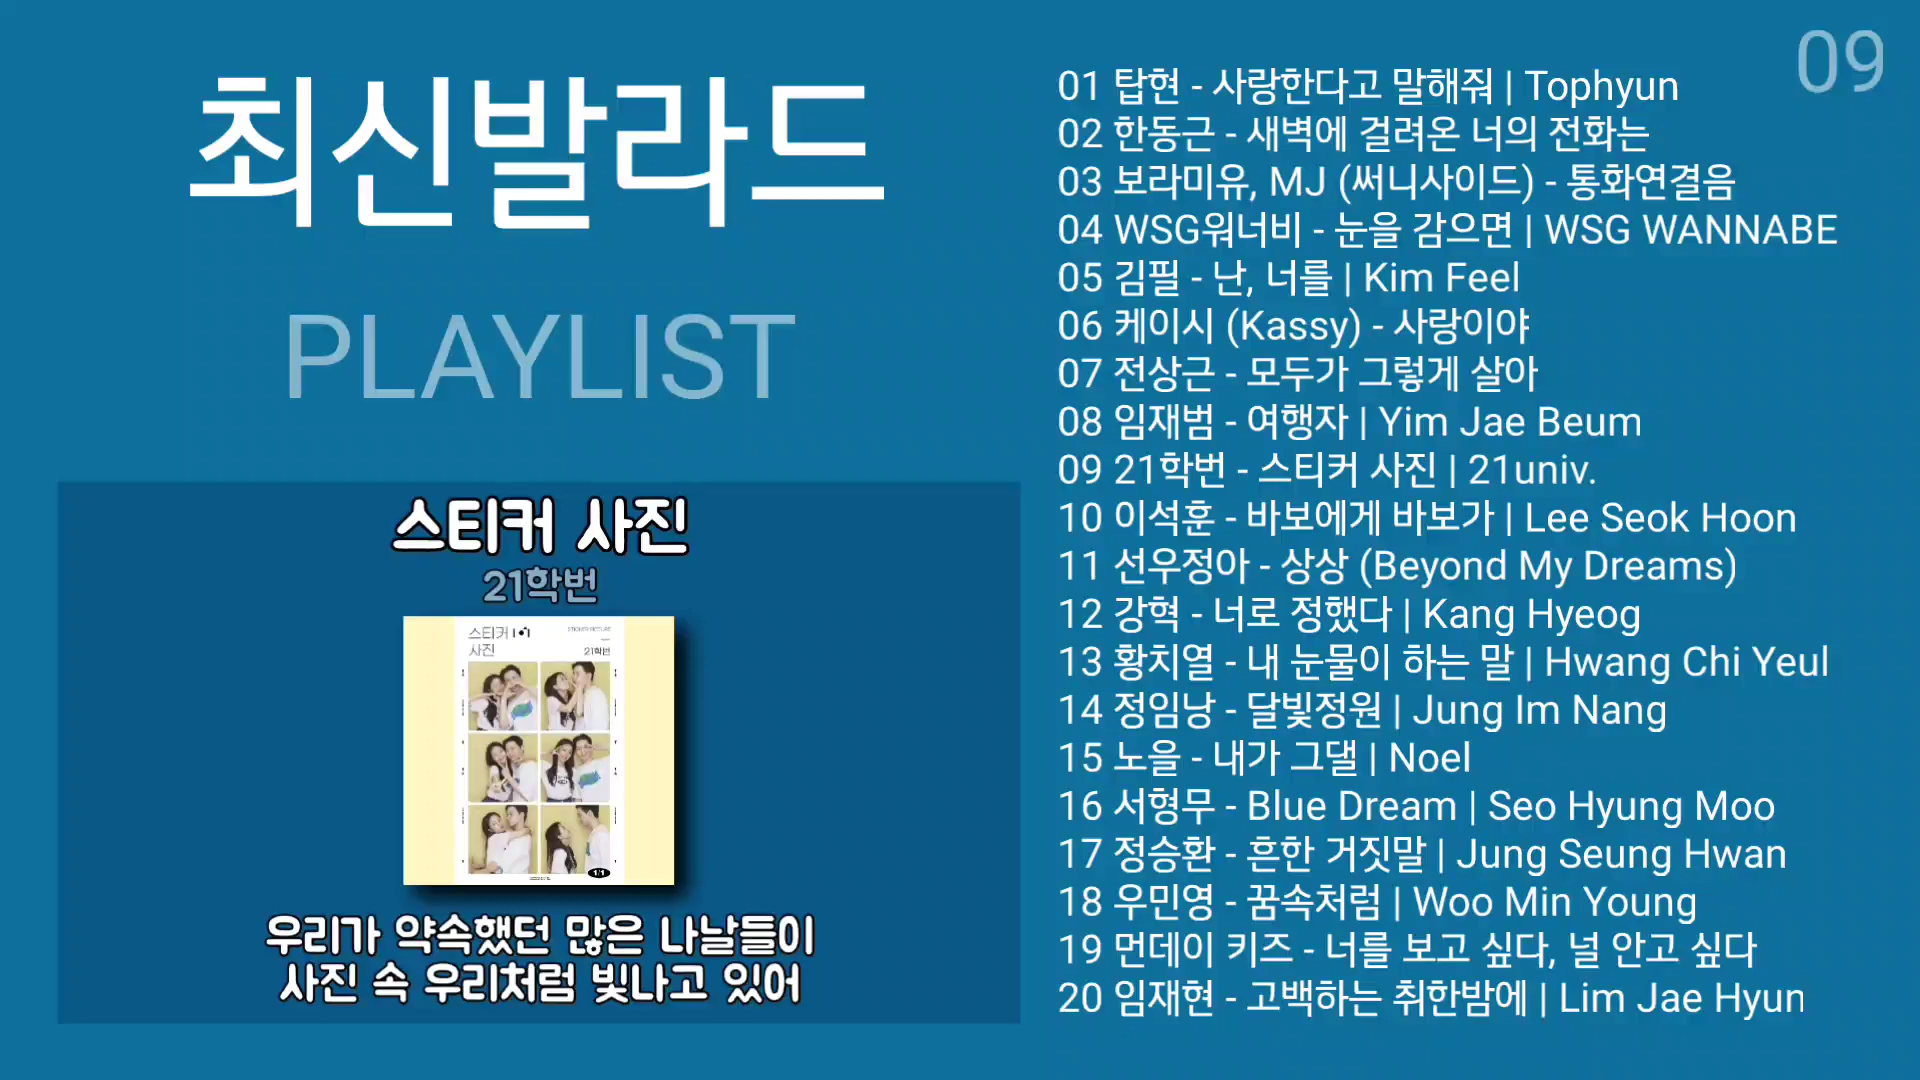 최신발라드
PLAYLIST
스티커 사진
21학번
스티커
사진
STICKER PICTURE
21학번
1/1
우리가 약속했던 많은 나날들이
사진 속 우리처럼 빛나고 있어
09
01 탑현 - 사랑한다고 말해줘 | Tophyun
02 한동근 - 새벽에 걸려온 너의 전화는
03 보라미유, MJ (써니사이드) - 통화연결음
04 WSG워너비 - 눈을 감으면 | WSG WANNABE
05 김필 - 난, 너를 | Kim Feel
06 케이시 (Kassy) - 사랑이야
07 전상근 - 모두가 그렇게 살아
08 임재범 - 여행자 | Yim Jae Beum
09 21학번 - 스티커 사진 | 21univ.
10 이석훈 - 바보에게 바보가 | Lee Seok Hoon
11 선우정아 - 상상 (Beyond My Dreams)
12 강혁 - 너로 정했다 | Kang Hyeog
13 황치열 - 내 눈물이 하는 말 | Hwang Chi Yeul
14 정임낭 - 달빛정원 | Jung Im Nang
15 노을 - 내가 그댈 | Noel
16 서형무 - Blue Dream | Seo Hyung Moo
17 정승환 - 흔한 거짓말 | Jung Seung Hwan
18 우민영 - 꿈속처럼 | Woo Min Young
19 먼데이 키즈 - 너를 보고 싶다, 널 안고 싶다
20 임재현 - 고백하는 취한밤에 | Lim Jae Hyun